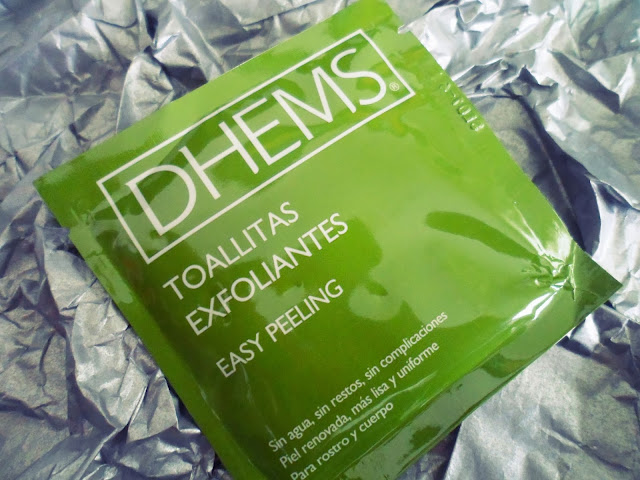 DHEMS®
TOALLITAS
EXFOLIANTES
EASY PEELING
Sin agua, sin restos, sin complicaciones
Piel renovada, más lisa y uniforme
Para rostro y cuerpo